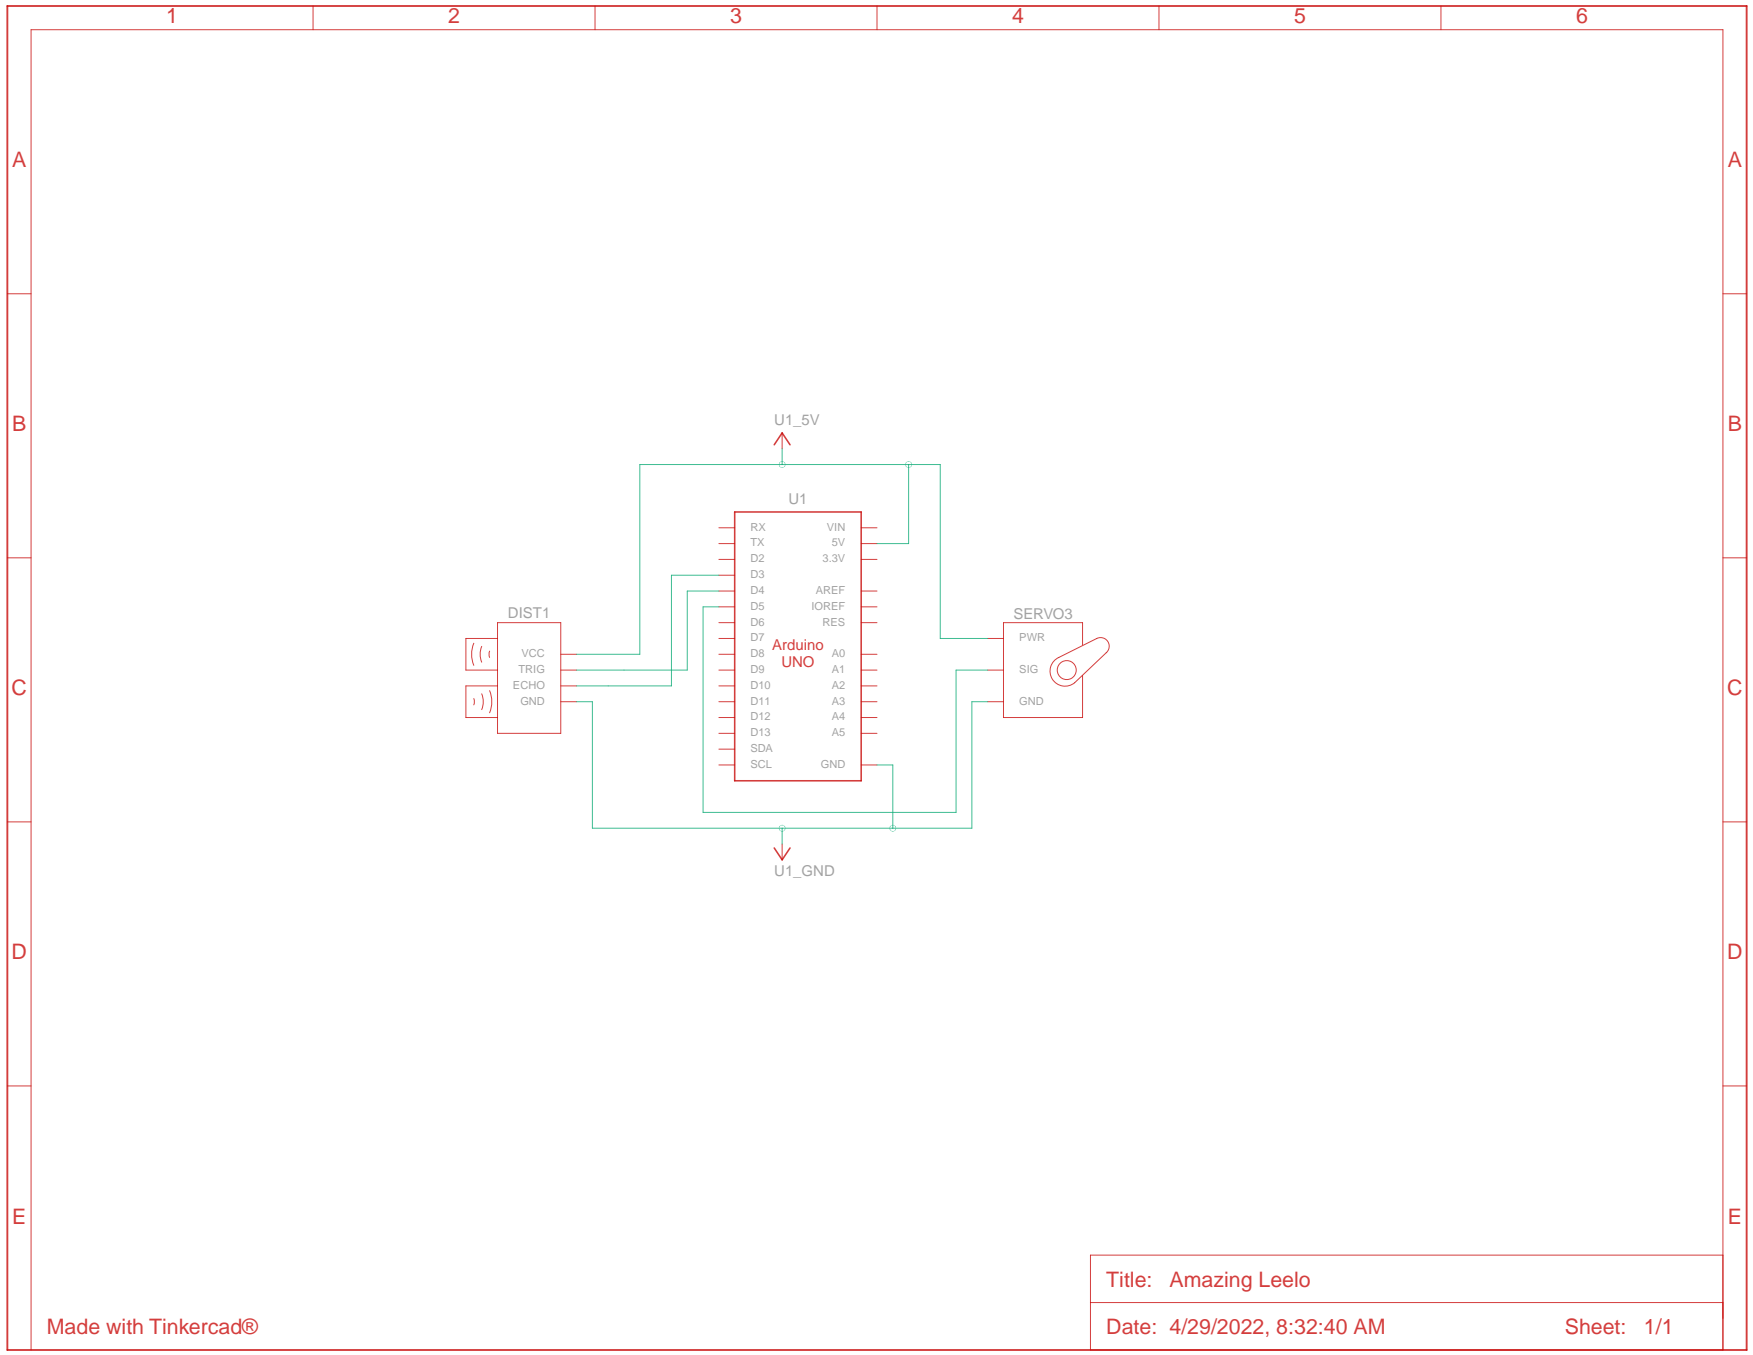 1 2 3 4 5 6
A A
B B
U1_5V
U1
RX VIN
TX 5V
D2 3.3V
D3
D4 AREF
D5 IOREF
D6 RES
D7
D8 A0
D9 A1
D10 A2
D11 A3
D12 A4
D13 A5
SDA
SCL GND
Arduino
UNO
DIST1
VCC
TRIG
ECHO
GND
SERVO3
PWR
SIG
GND
C C
U1_GND
D D
E E
Title: Amazing Leelo
Date: 4/29/2022, 8:32:40 AM Sheet: 1/1
Made with Tinkercad®